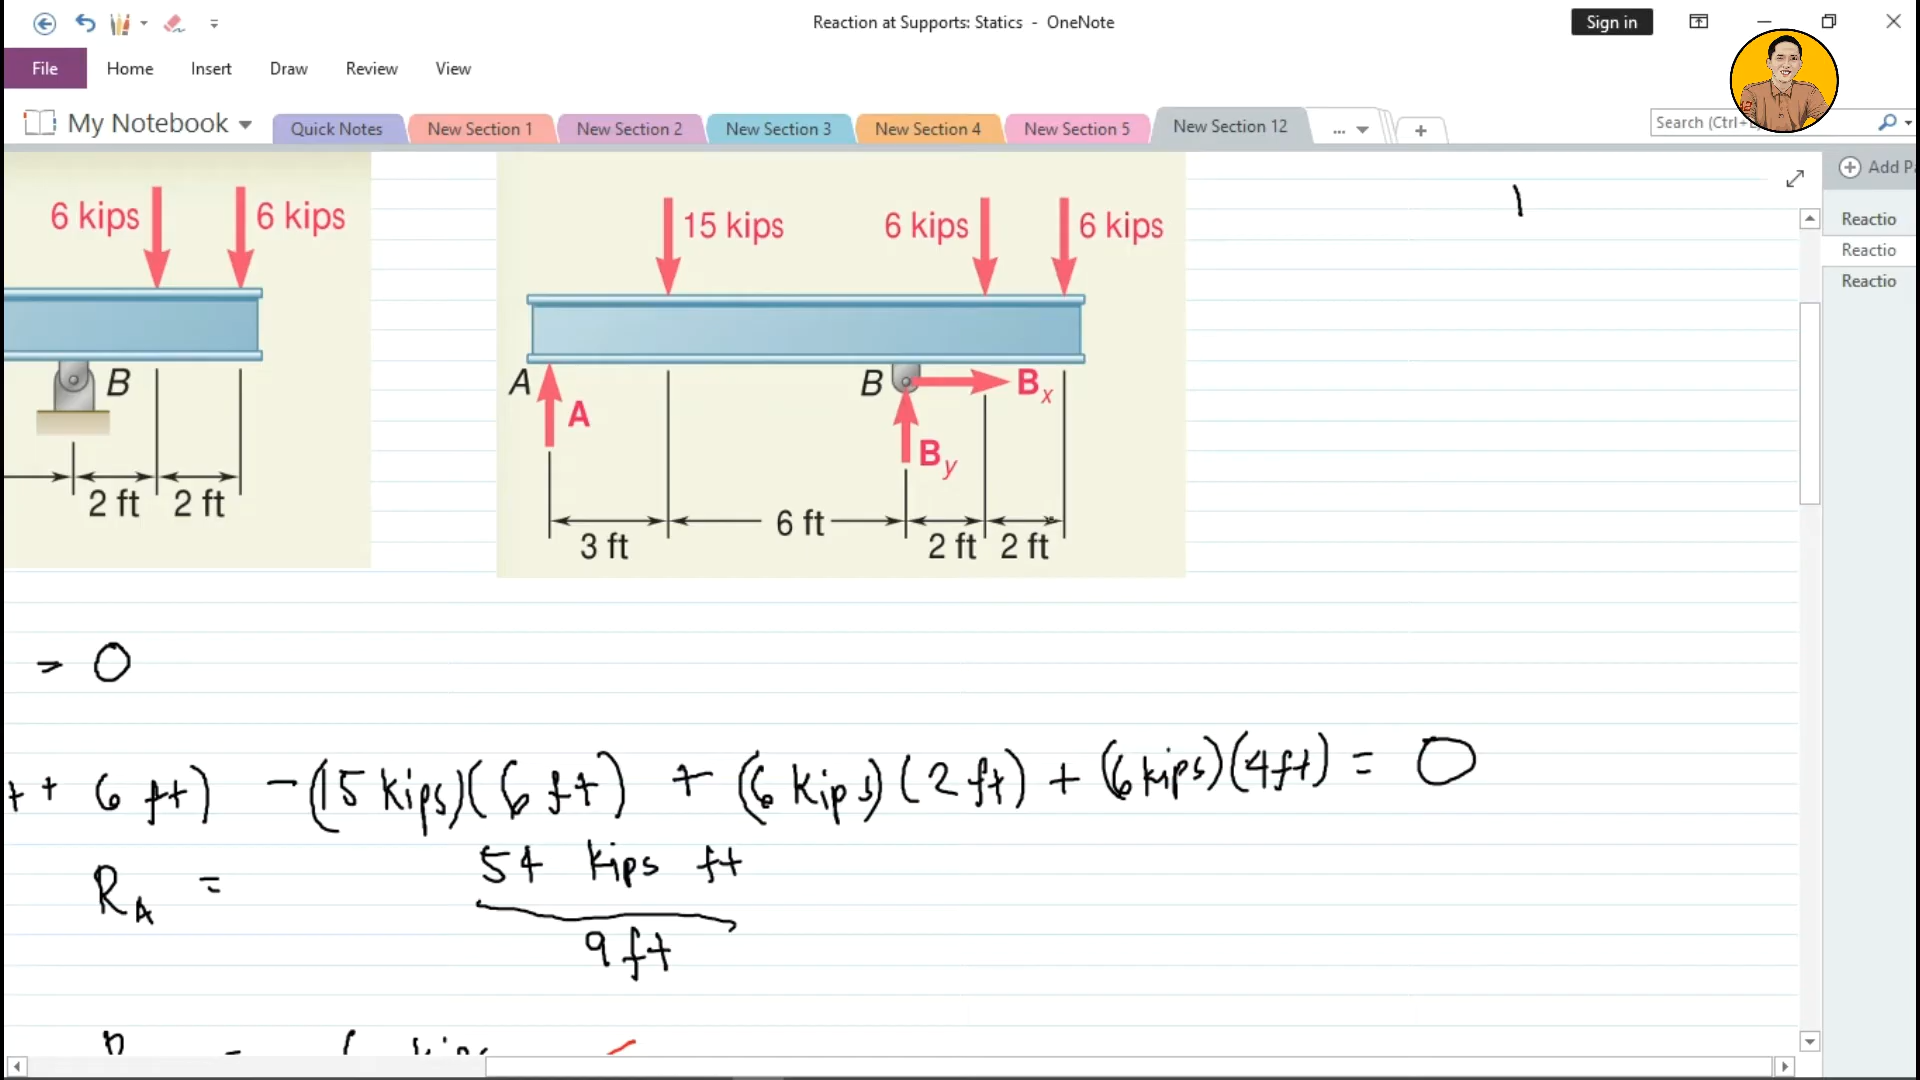 Reaction at Supports: Statics - OneNote
Sign in
File Home Insert Draw Review View
My Notebook
Quick Notes
New Section 1
New Section 2
New Section 3
New Section 4
New Section 5
New Section 12
...
+
Search (Ctrl+
Add P
Reactio
Reactio
Reactio
6 kips
6 kips
B
2 ft
2 ft
15 kips
6 kips
6 kips
A
A
B
Bx
By
3 ft
6 ft
2 ft
2 ft
= 0
+ 6 ft) - (15 kips)(6 ft) + (6 kips)(2 ft) + (6 kips)(4ft) = 0
RA = 54 kips ft
9 ft